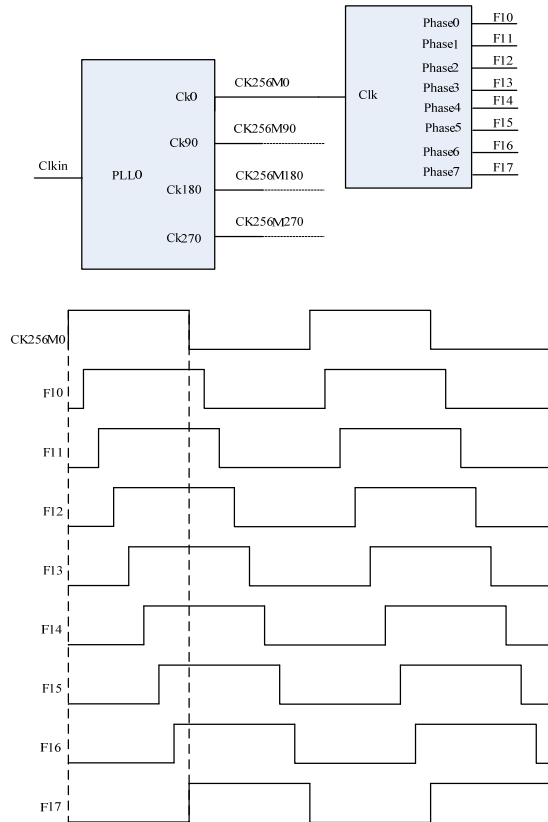 Phase0 F10
Phase1 F11
Phase2 F12
Phase3 F13
Phase4 F14
Phase5 F15
Phase6 F16
Phase7 F17
Clk
Clkin
PLL0
Ck0 CK256M0
Ck90 CK256M90
Ck180 CK256M180
Ck270 CK256M270
CK256M0
F10
F11
F12
F13
F14
F15
F16
F17